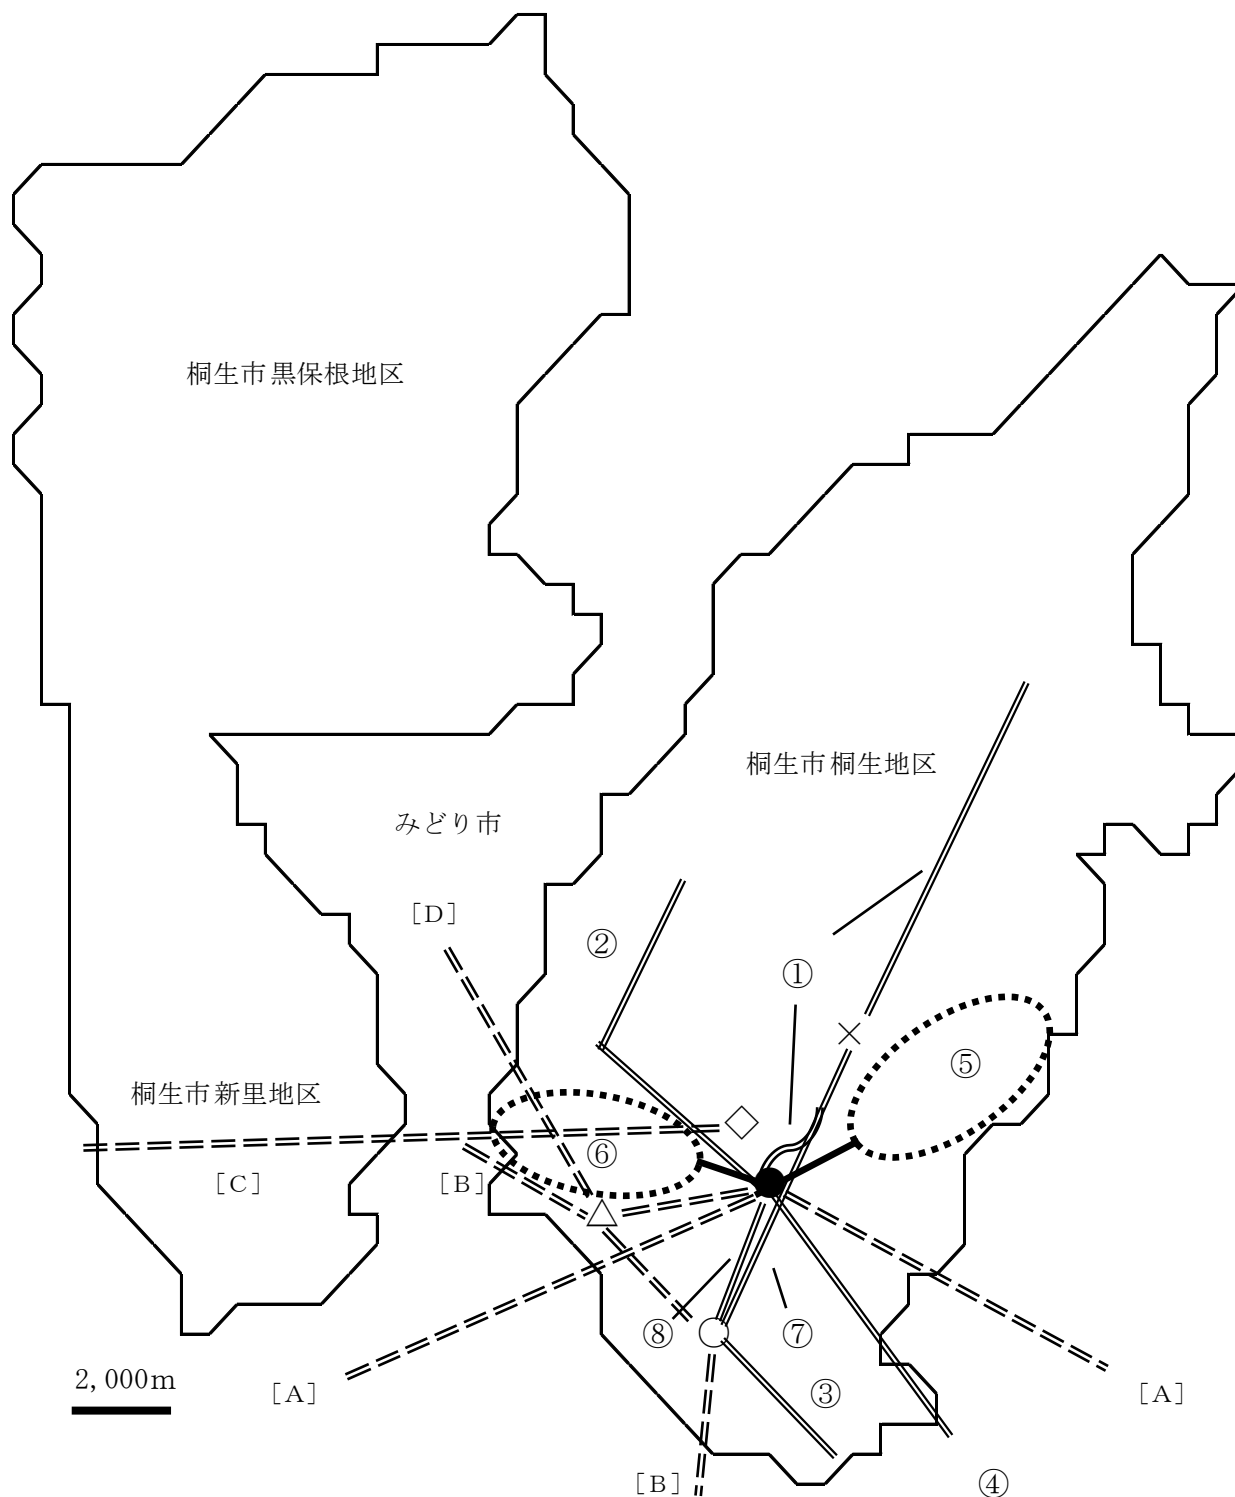 桐生市黒保根地区
桐生市桐生地区
みどり市
［D］
②
①
⑤
桐生市新里地区
⑥
［C］
［B］
⑧
⑦
2,000m
［A］
③
［A］
［B］
④